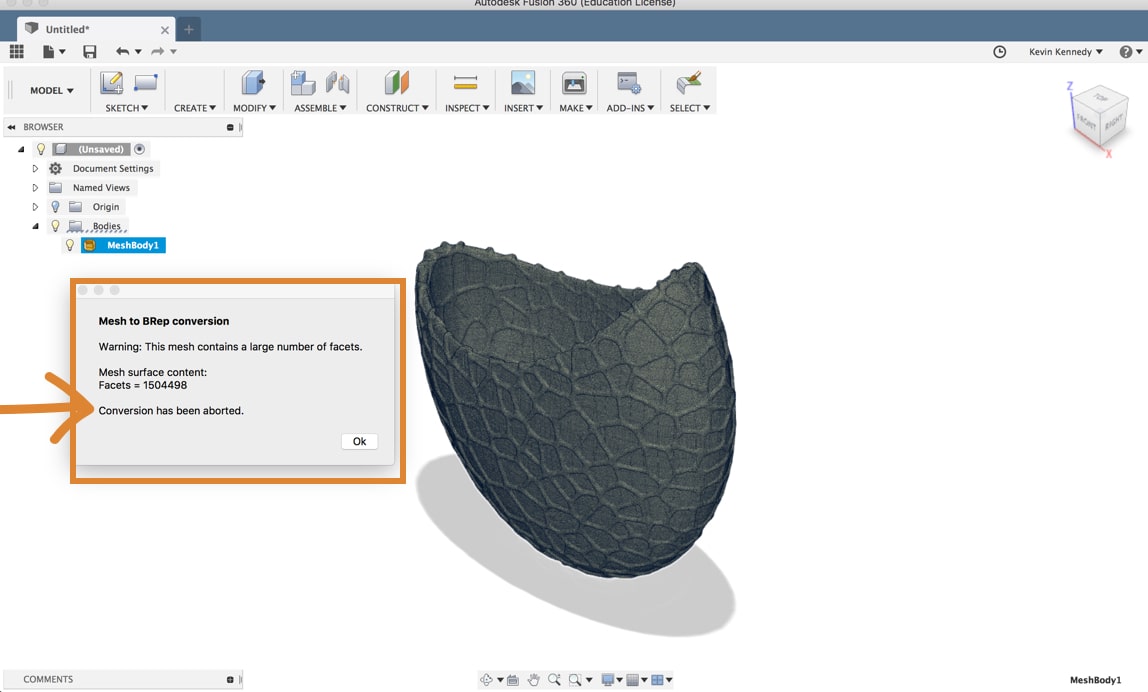 Autodesk Fusion 360 (Education License)
Untitled*
Kevin Kennedy
MODEL
SKETCH
CREATE
MODIFY
ASSEMBLE
CONSTRUCT
INSPECT
INSERT
MAKE
ADD-INS
SELECT
BROWSER
(Unsaved)
Document Settings
Named Views
Origin
Bodies
MeshBody1
Z
TOP
FRONT
RIGHT
X
Mesh to BRep conversion
Warning: This mesh contains a large number of facets.
Mesh surface content:
Facets = 1504498
Conversion has been aborted.
Ok
COMMENTS
MeshBody1